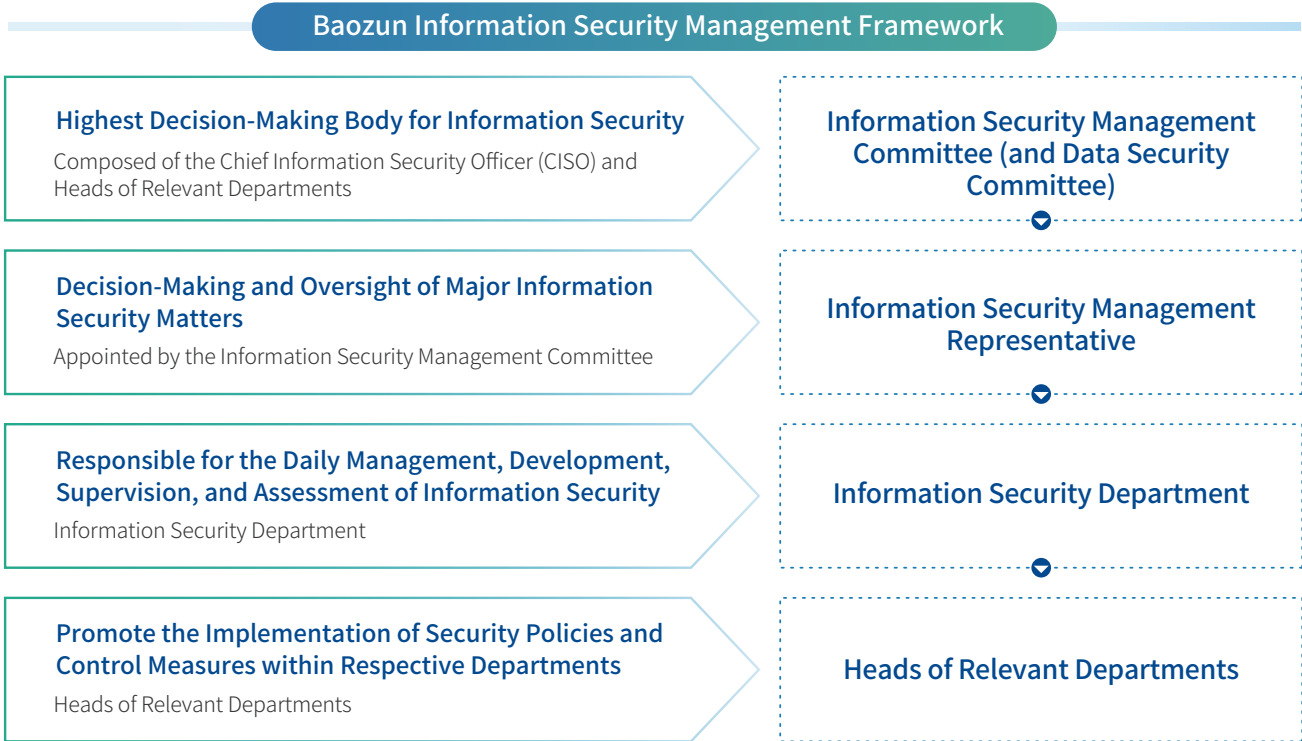 Baozun Information Security Management Framework
Highest Decision-Making Body for Information Security
Composed of the Chief Information Security Officer (CISO) and
Heads of Relevant Departments
Information Security Management
Committee (and Data Security
Committee)
Decision-Making and Oversight of Major Information
Security Matters
Appointed by the Information Security Management Committee
Information Security Management
Representative
Responsible for the Daily Management, Development,
Supervision, and Assessment of Information Security
Information Security Department
Information Security Department
Promote the Implementation of Security Policies and
Control Measures within Respective Departments
Heads of Relevant Departments
Heads of Relevant Departments